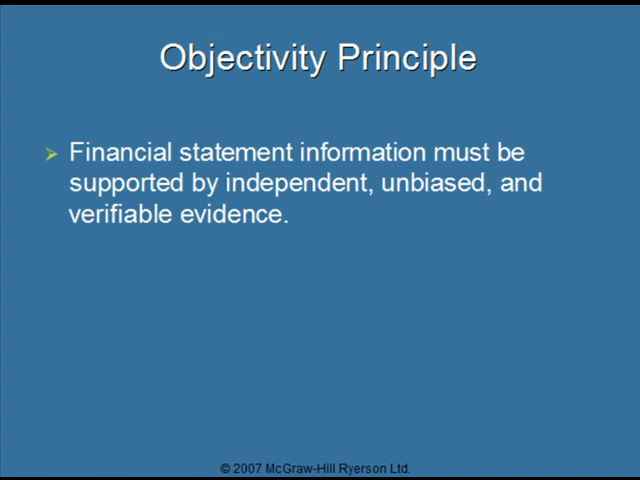 Objectivity Principle
Financial statement information must be
supported by independent, unbiased, and
verifiable evidence.
© 2007 McGraw-Hill Ryerson Ltd.